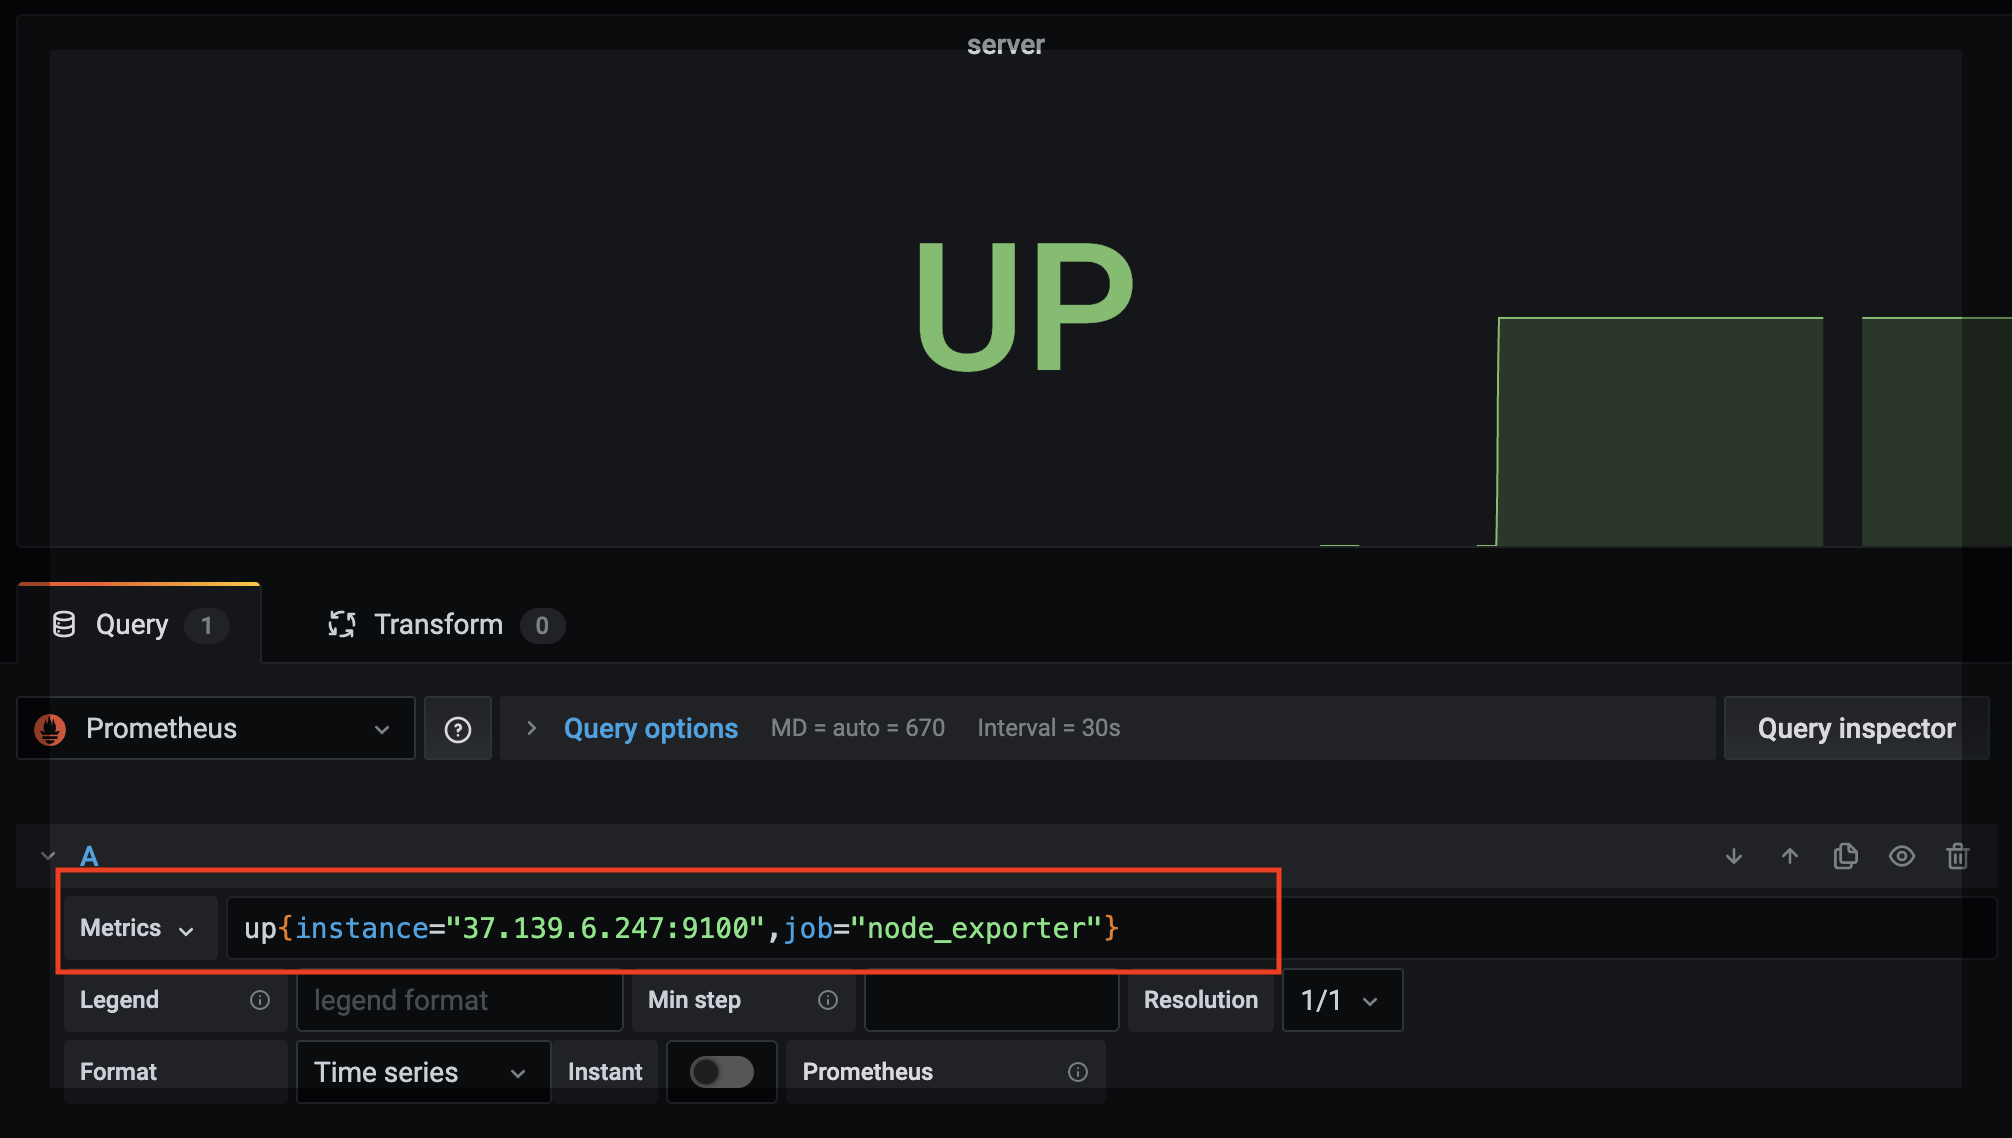 server
UP
Query 1 Transform 0
Prometheus Query options MD = auto = 670 Interval = 30s Query inspector
A
Metrics up{instance="37.139.6.247:9100",job="node_exporter"}
Legend legend format Min step Resolution 1/1
Format Time series Instant Prometheus